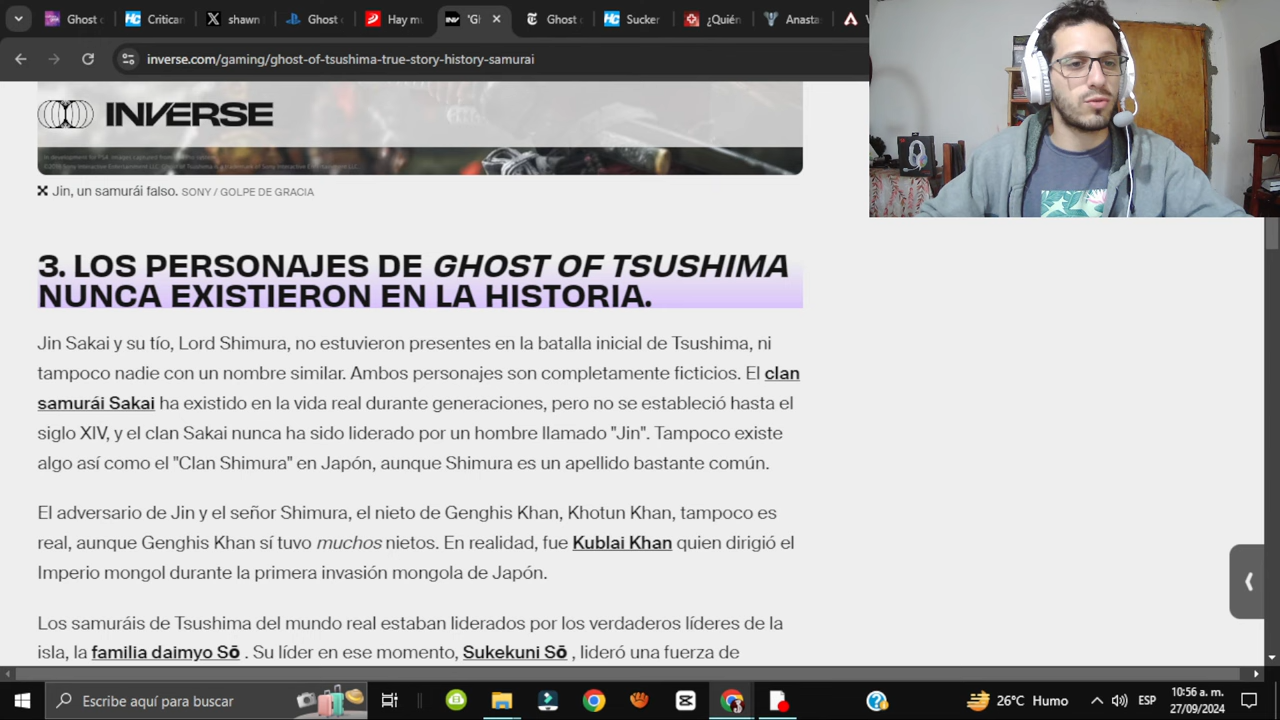 Ghost
Critican
shawn
Ghost
Hay mu
'Gh
Ghost
Sucker
¿Quién
Anasta
inverse.com/gaming/ghost-of-tsushima-true-story-history-samurai
INVERSE
Jin, un samurái falso. SONY / GOLPE DE GRACIA
3. LOS PERSONAJES DE GHOST OF TSUSHIMA
NUNCA EXISTIERON EN LA HISTORIA.
Jin Sakai y su tío, Lord Shimura, no estuvieron presentes en la batalla inicial de Tsushima, ni
tampoco nadie con un nombre similar. Ambos personajes son completamente ficticios. El clan
samurái Sakai ha existido en la vida real durante generaciones, pero no se estableció hasta el
siglo XIV, y el clan Sakai nunca ha sido liderado por un hombre llamado "Jin". Tampoco existe
algo así como el "Clan Shimura" en Japón, aunque Shimura es un apellido bastante común.
El adversario de Jin y el señor Shimura, el nieto de Genghis Khan, Khotun Khan, tampoco es
real, aunque Genghis Khan sí tuvo muchos nietos. En realidad, fue Kublai Khan quien dirigió el
Imperio mongol durante la primera invasión mongola de Japón.
Los samuráis de Tsushima del mundo real estaban liderados por los verdaderos líderes de la
isla, la familia daimyo Sō . Su líder en ese momento, Sukekuni Sō , lideró una fuerza de
Escribe aquí para buscar
26°C Humo
ESP
10:56 a. m.
27/09/2024